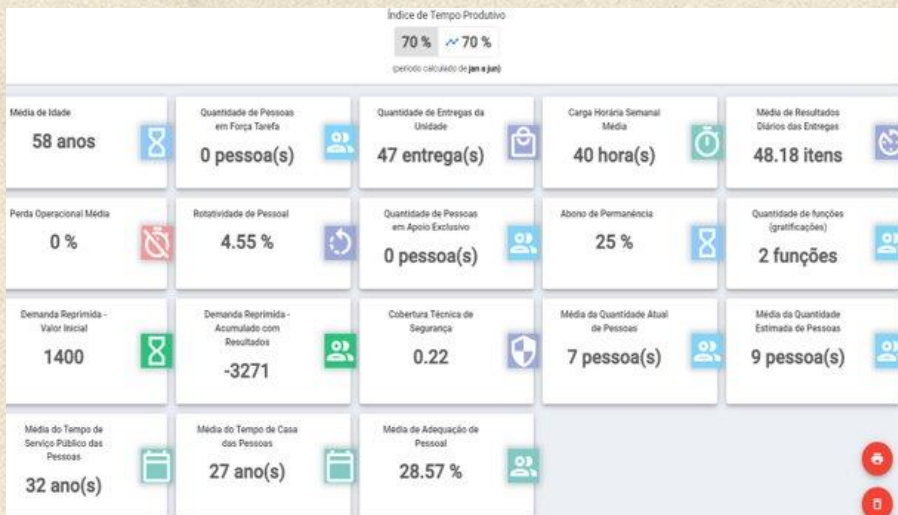 Índice de Tempo Produtivo
70 % 70 %
(período calculado de jan a jun)
Média de Idade
58 anos
Quantidade de Pessoas
em Força Tarefa
0 pessoa(s)
Quantidade de Entregas da
Unidade
47 entrega(s)
Carga Horária Semanal
Média
40 hora(s)
Média de Resultados
Diários das Entregas
48.18 itens
Perda Operacional Média
0 %
Rotatividade de Pessoal
4.55 %
Quantidade de Pessoas
em Apoio Exclusivo
0 pessoa(s)
Abono de Permanência
25 %
Quantidade de funções
(gratificações)
2 funções
Demanda Reprimida -
Valor Inicial
1400
Demanda Reprimida -
Acumulado com
Resultados
-3271
Cobertura Técnica de
Segurança
0.22
Média da Quantidade Atual
de Pessoas
7 pessoa(s)
Média da Quantidade
Estimada de Pessoas
9 pessoa(s)
Média do Tempo de
Serviço Público das
Pessoas
32 ano(s)
Média do Tempo de Casa
das Pessoas
27 ano(s)
Média de Adequação de
Pessoal
28.57 %